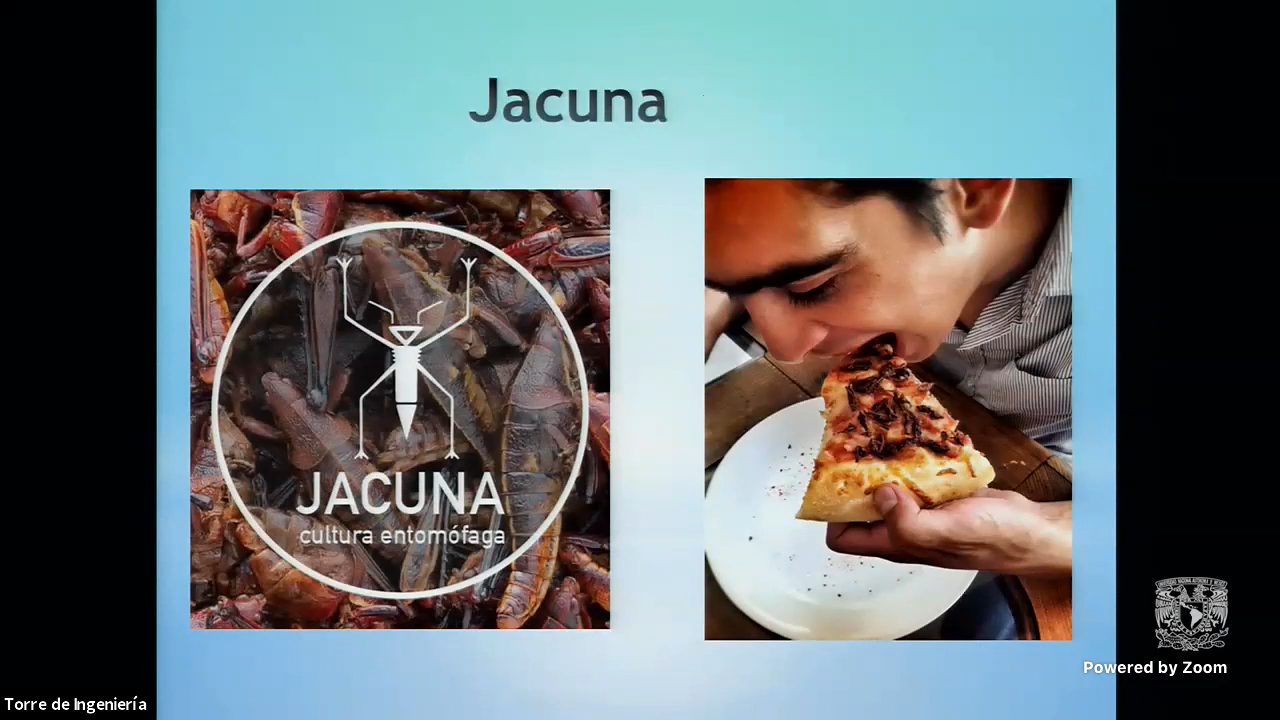 Jacuna
JACUNA
cultura entomófaga
Powered by Zoom
Torre de Ingeniería